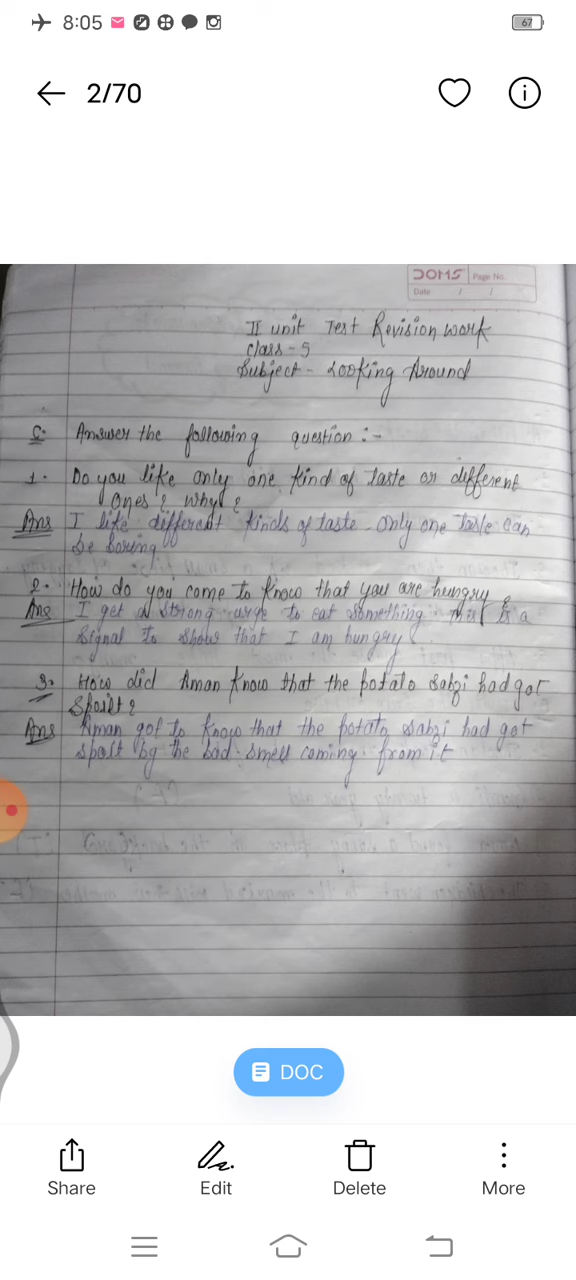 8:05
67
2/70
DOMS
Page No.
Date / /
II unit Test Revision work
Class - 5
Subject - Looking Around
C. Answer the following question :-
1. Do you like only one kind of taste or different
ones? why?
Ans I like different kinds of taste. Only one taste can
be boring
2. How do you come to know that you are hungry?
Ans I get a strong urge to eat something this is a
signal to show that I am hungry
3. How did Aman know that the potato sabzi had got
Spoilt?
Ans Aman got to know that the potato sabzi had got
spolt by the bad smell coming from it
DOC
Share
Edit
Delete
More